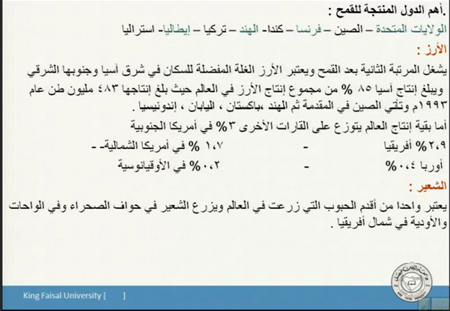 .أهم الدول المنتجة للقمح :
الولايات المتحدة – الصين – فرنسا – كندا- الهند – تركيا – إيطاليا- استراليا
الأرز :
يشغل المرتبة الثانية بعد القمح ويعتبر الأرز الغلة المفضلة للسكان في شرق آسيا وجنوبها الشرقي
ويبلغ إنتاج آسيا ٨٥ % من مجموع إنتاج الأرز في العالم حيث بلغ إنتاجها ٤٨٣ مليون طن عام
١٩٩٣م وتأتي الصين في المقدمة ثم الهند ،باكستان ، اليابان ، إندونيسيا .
أما بقية إنتاج العالم يتوزع على القارات الأخرى ٣% في أمريكا الجنوبية
٢،٩% أفريقيا - ١،٧ % في أمريكا الشمالية- -
أوربا ٠،٤% - ٠،٢% في الأوقيانوسية
الشعير :
يعتبر واحدا من أقدم الحبوب التي زرعت في العالم ويزرع الشعير في حواف الصحراء وفي الواحات
والأودية في شمال أفريقيا .
King Faisal University [ ]